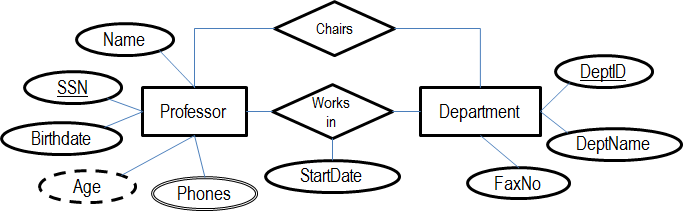 Chairs
Name
SSN
DeptID
Professor
Works
in
Department
Birthdate
DeptName
Age
Phones
StartDate
FaxNo